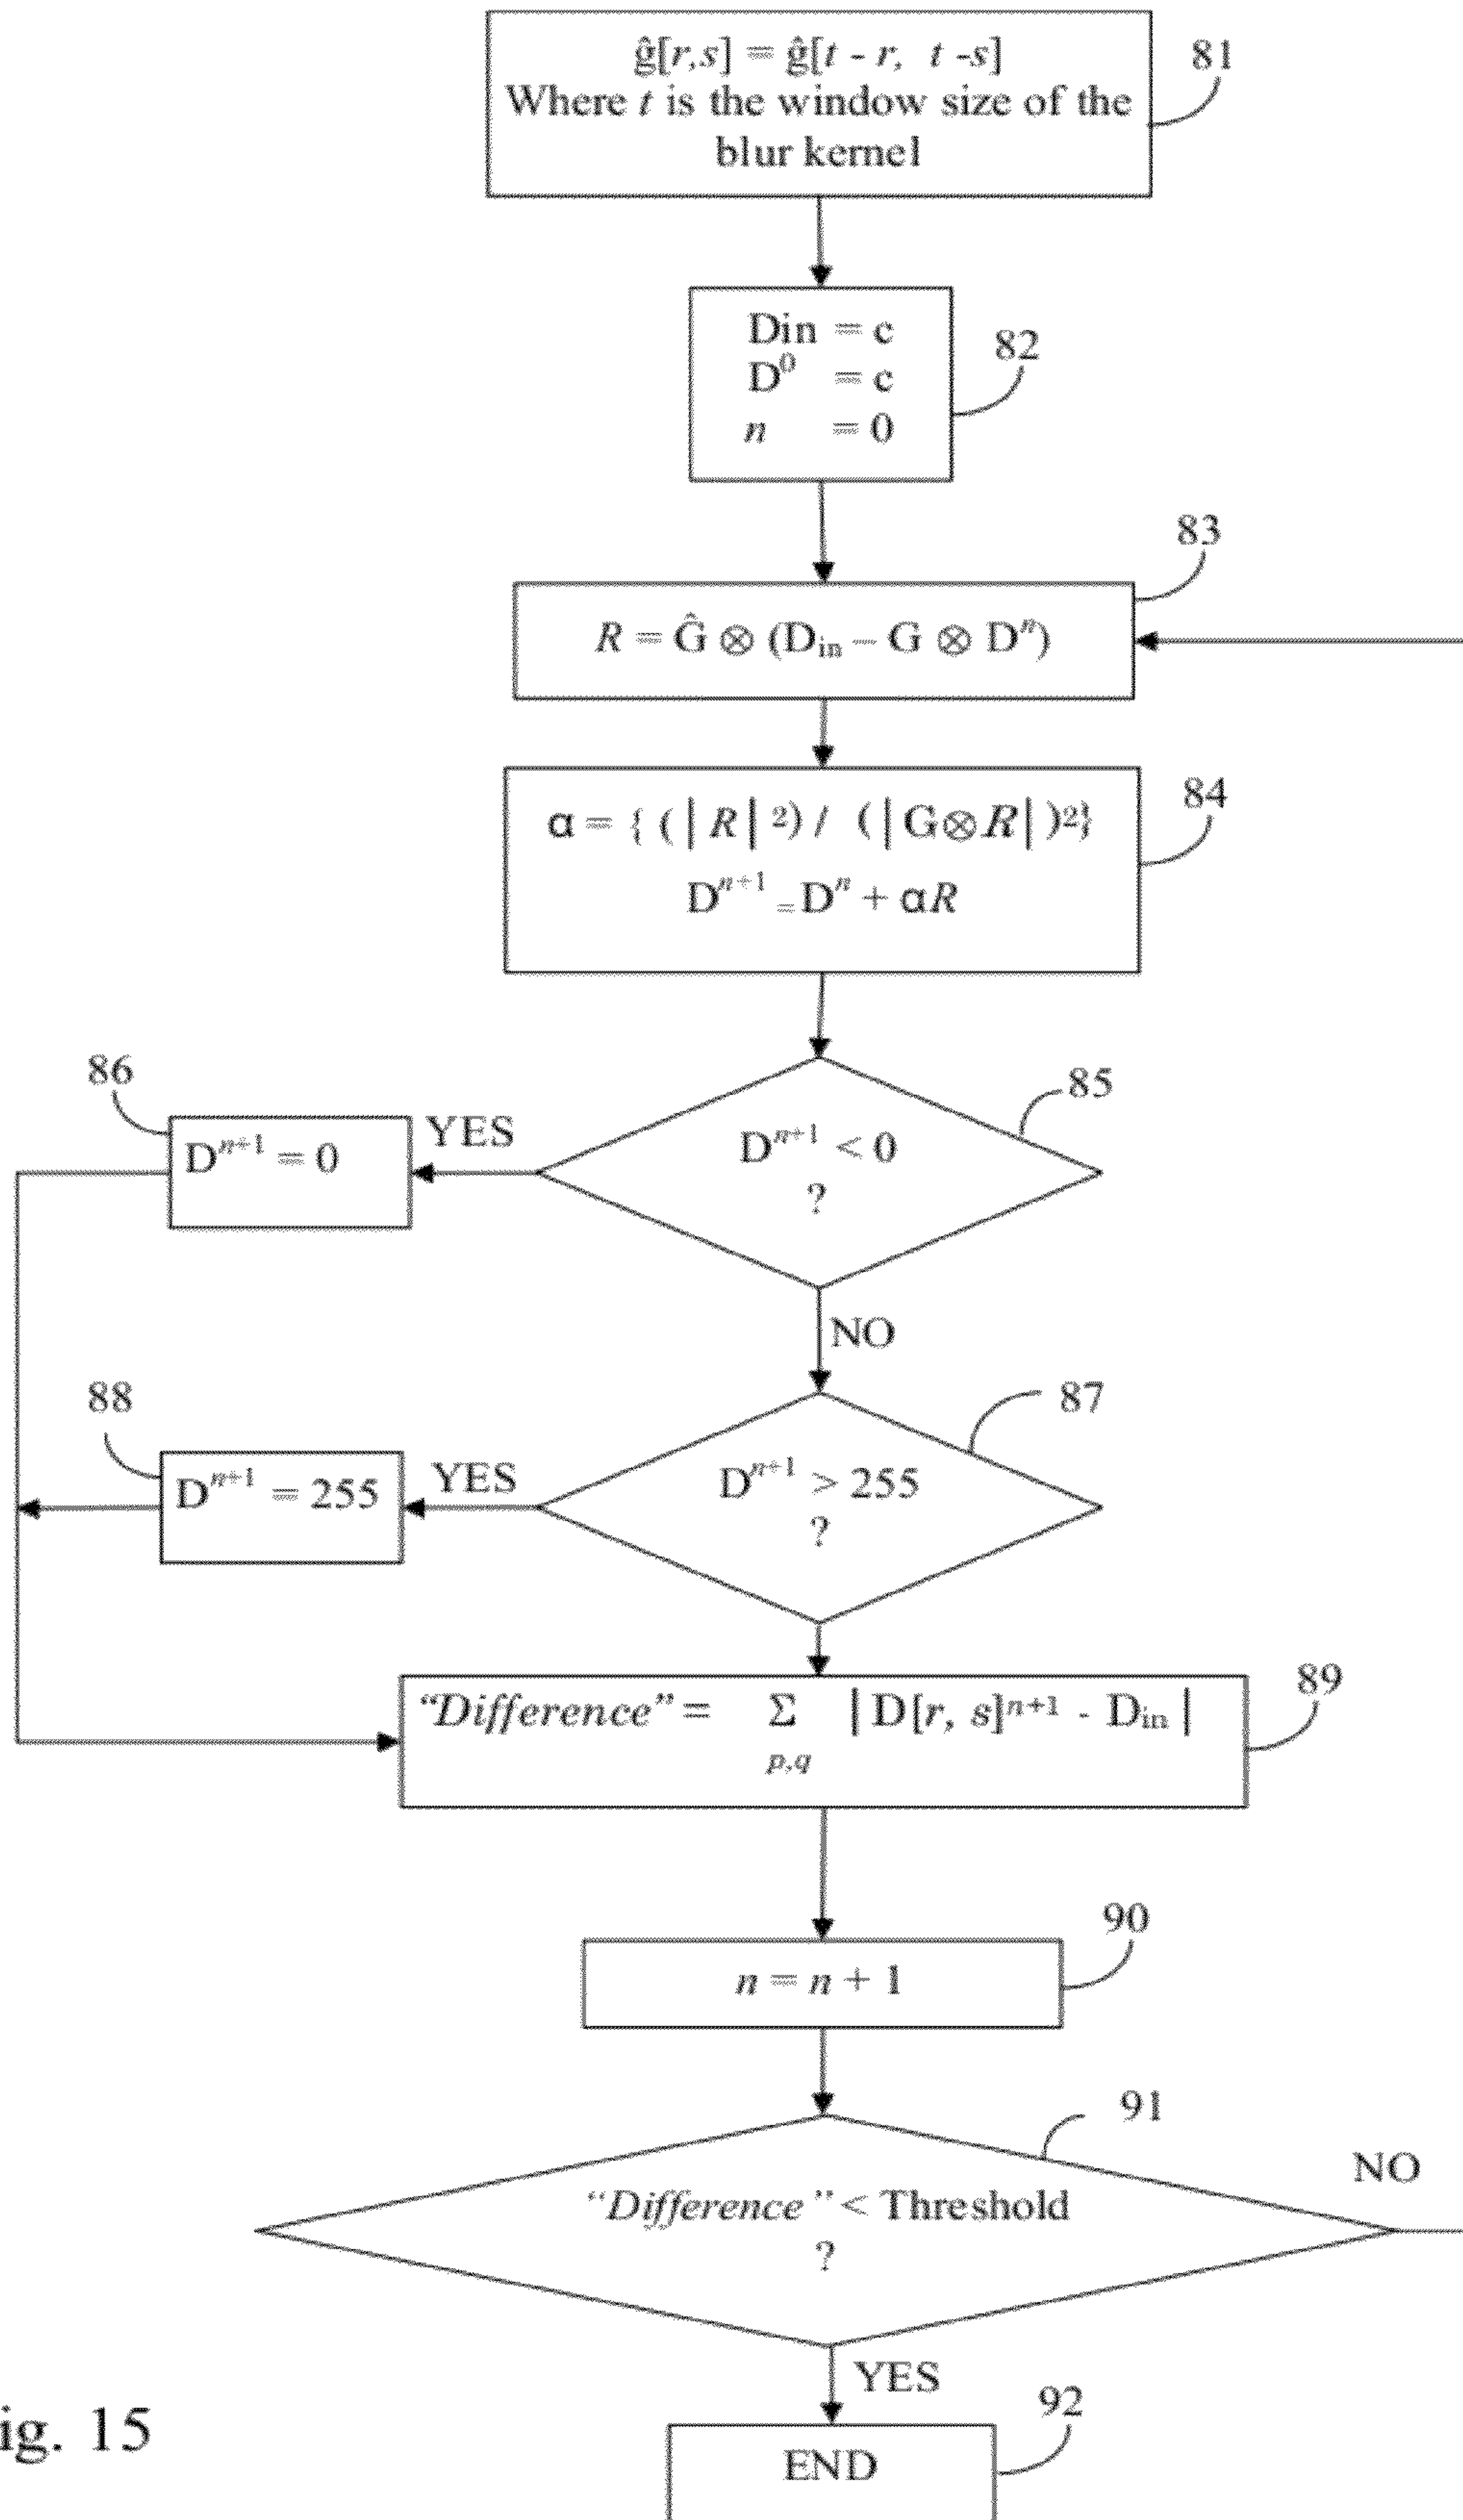 ĝ[r,s] = ĝ[t - r, t -s]
Where t is the window size of the
blur kernel
81
Din = c
D⁰ = c
n = 0
82
83
R = Ĝ ⊗ (Dᵢₙ – G ⊗ Dⁿ)
84
α = { (|R|²) / (|G⊗R|)²}
Dⁿ⁺¹ = Dⁿ + αR
86
85
Dⁿ⁺¹ = 0
YES
Dⁿ⁺¹ < 0
?
NO
88
87
Dⁿ⁺¹ = 255
YES
Dⁿ⁺¹ > 255
?
89
“Difference” = Σ | D[r, s]ⁿ⁺¹ - Dᵢₙ |
p,q
90
n = n + 1
91
NO
“Difference” < Threshold
?
YES
92
END
ig. 15